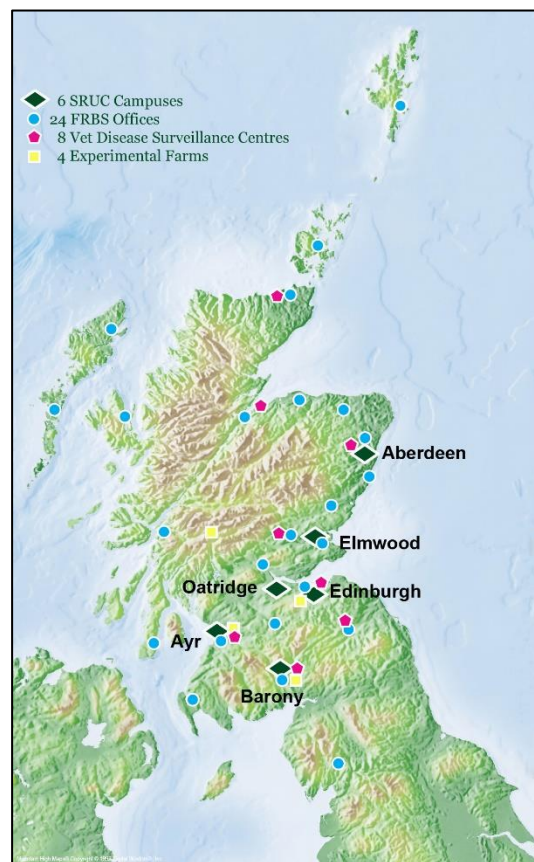 6 SRUC Campuses
24 FRBS Offices
8 Vet Disease Surveillance Centres
4 Experimental Farms
Aberdeen
Elmwood
Oatridge
Edinburgh
Ayr
Barony